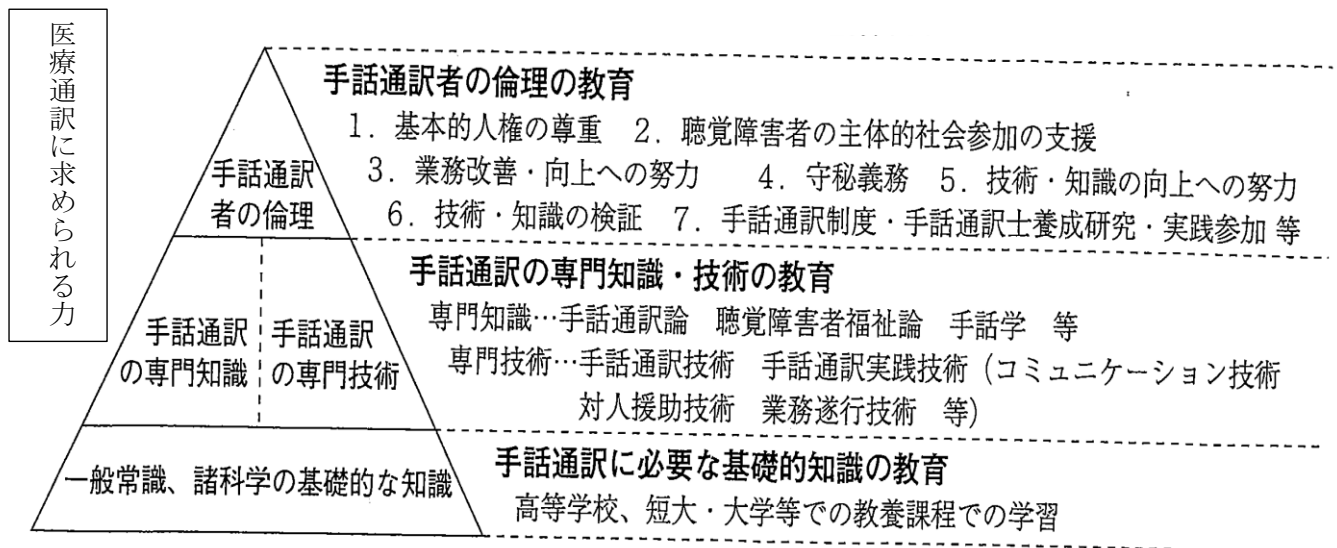 医療通訳に求められる力
手話通訳者の倫理の教育
1．基本的人権の尊重　2．聴覚障害者の主体的社会参加の支援
3．業務改善・向上への努力　4．守秘義務　5．技術・知識の向上への努力
6．技術・知識の検証　7．手話通訳制度・手話通訳士養成研究・実践参加 等
手話通訳
者の倫理
手話通訳の専門知識・技術の教育
専門知識…手話通訳論　聴覚障害者福祉論　手話学　等
専門技術…手話通訳技術　手話通訳実践技術（コミュニケーション技術
対人援助技術　業務遂行技術　等）
手話通訳
の専門知識
手話通訳
の専門技術
手話通訳に必要な基礎的知識の教育
高等学校、短大・大学等での教養課程での学習
一般常識、諸科学の基礎的な知識